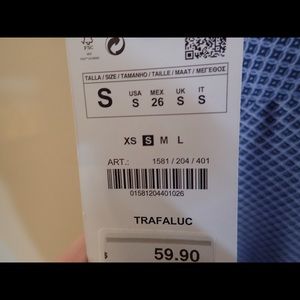 FSC
TALLA / SIZE / TAMANHO / TAILLE / MAAT / ΜΕΓΕΘΟΣ
S USA S MEX 26 UK S IT S
XS S M L
ART.: 1581 / 204 / 401
01581204401026
TRAFALUC
$ 59.90